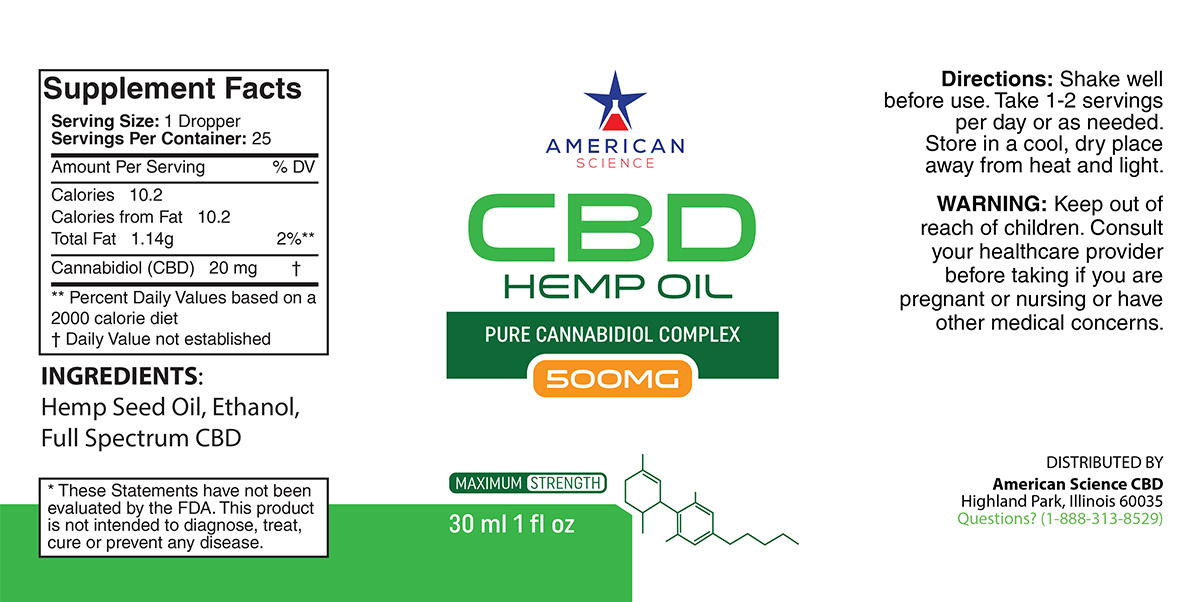 Supplement Facts
Serving Size: 1 Dropper
Servings Per Container: 25
Amount Per Serving % DV
Calories 10.2
Calories from Fat 10.2
Total Fat 1.14g 2%**
Cannabidiol (CBD) 20 mg †
** Percent Daily Values based on a
2000 calorie diet
† Daily Value not established
INGREDIENTS:
Hemp Seed Oil, Ethanol,
Full Spectrum CBD
* These Statements have not been
evaluated by the FDA. This product
is not intended to diagnose, treat,
cure or prevent any disease.
AMERICAN
SCIENCE
CBD
HEMP OIL
PURE CANNABIDIOL COMPLEX
500MG
MAXIMUM STRENGTH
30 ml 1 fl oz
Directions: Shake well
before use. Take 1-2 servings
per day or as needed.
Store in a cool, dry place
away from heat and light.
WARNING: Keep out of
reach of children. Consult
your healthcare provider
before taking if you are
pregnant or nursing or have
other medical concerns.
DISTRIBUTED BY
American Science CBD
Highland Park, Illinois 60035
Questions? (1-888-313-8529)